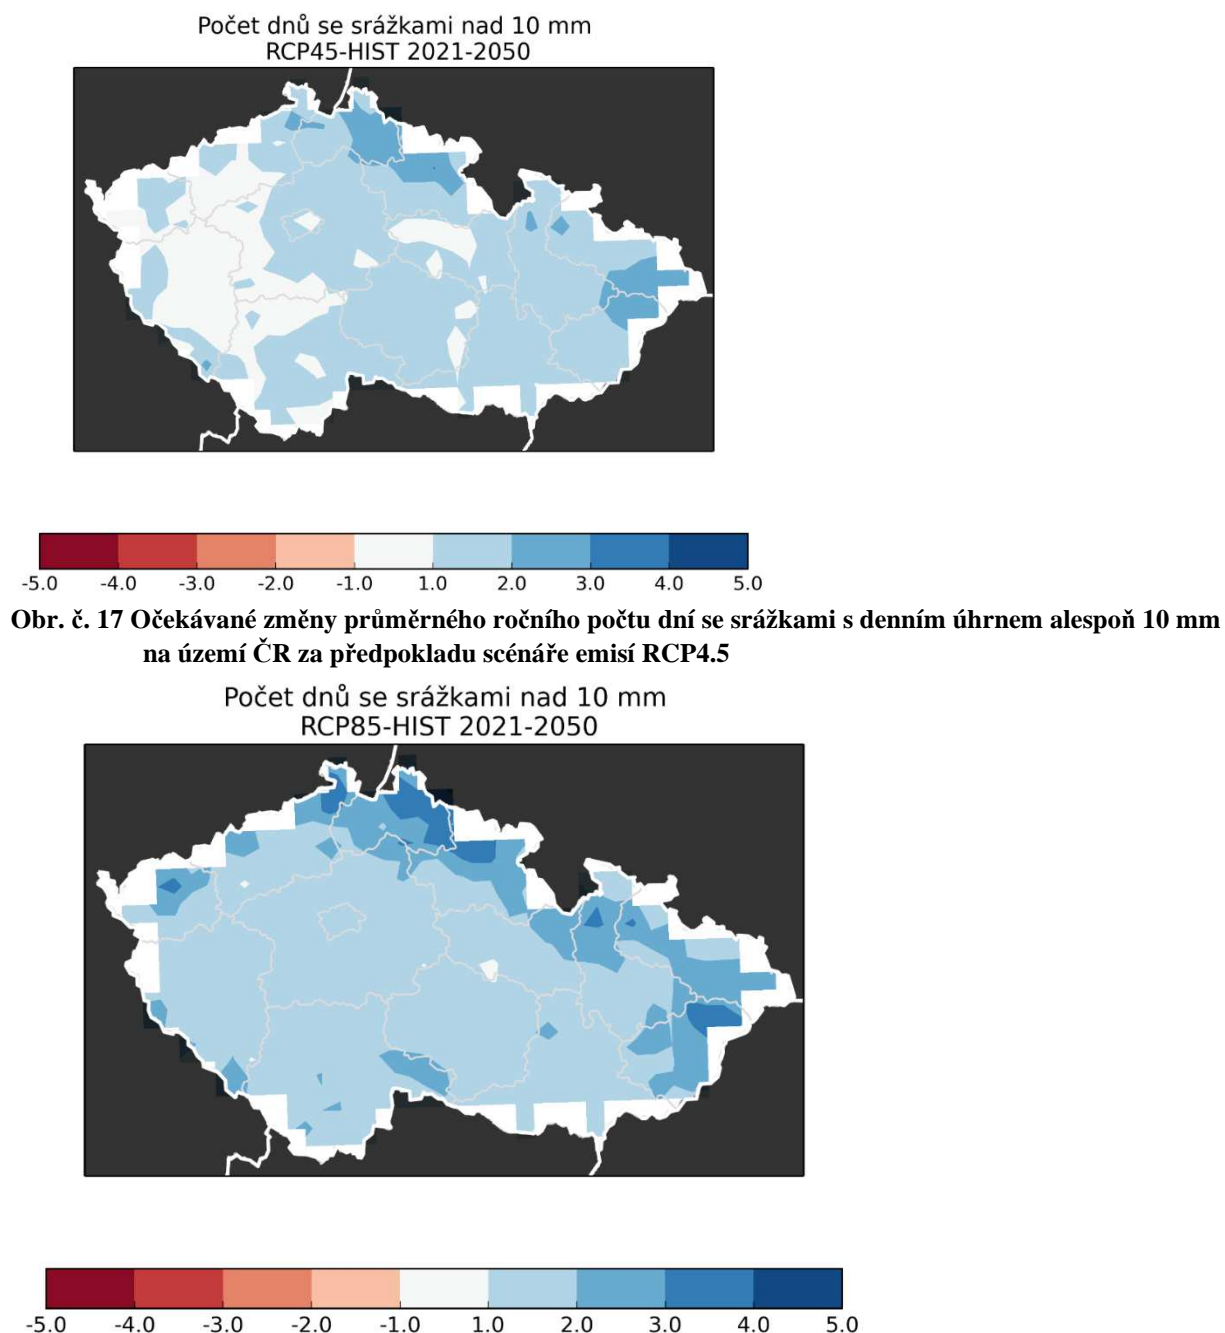 Počet dnů se srážkami nad 10 mm
RCP45-HIST 2021-2050
-5.0 -4.0 -3.0 -2.0 -1.0 1.0 2.0 3.0 4.0 5.0
Obr. č. 17 Očekávané změny průměrného ročního počtu dní se srážkami s denním úhrnem alespoň 10 mm
na území ČR za předpokladu scénáře emisí RCP4.5
Počet dnů se srážkami nad 10 mm
RCP85-HIST 2021-2050
-5.0 -4.0 -3.0 -2.0 -1.0 1.0 2.0 3.0 4.0 5.0